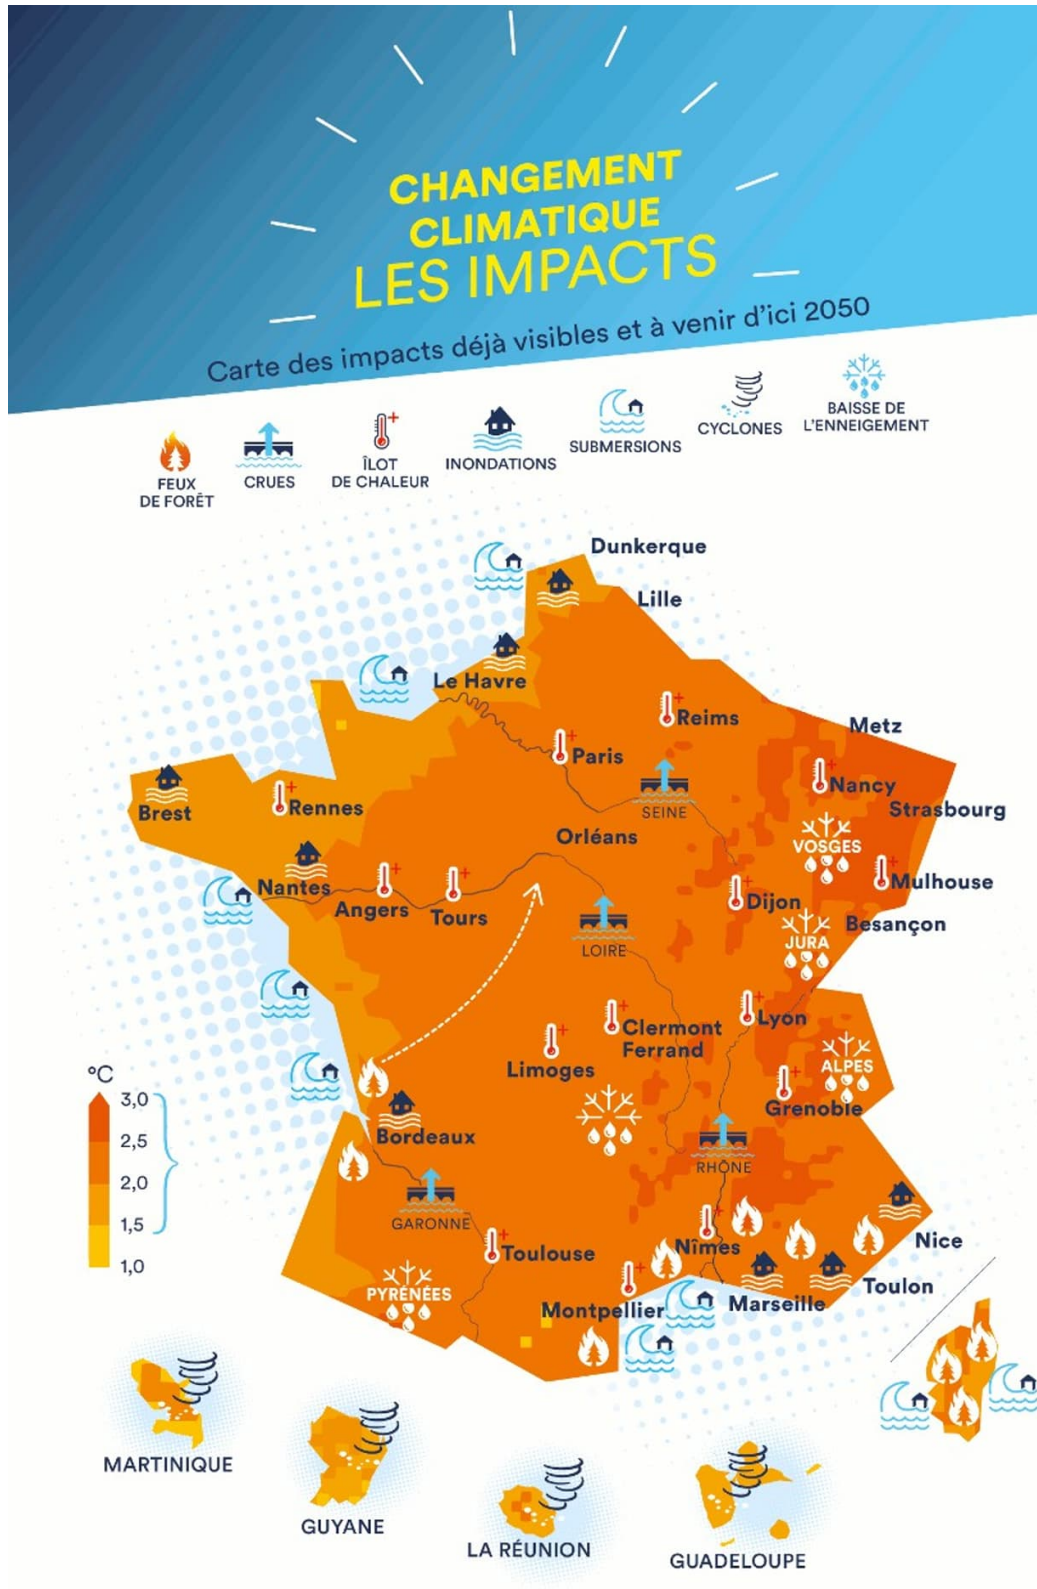 CHANGEMENT
CLIMATIQUE
LES IMPACTS
Carte des impacts déjà visibles et à venir d'ici 2050
FEUX
DE FORÊT
CRUES
ÎLOT
DE CHALEUR
INONDATIONS
SUBMERSIONS
CYCLONES
BAISSE DE
L'ENNEIGEMENT
Dunkerque
Lille
Le Havre
Reims
Metz
Paris
Nancy
Brest
Rennes
SEINE
Strasbourg
Orléans
VOSGES
Nantes
Mulhouse
Angers
Tours
Dijon
Besançon
LOIRE
JURA
Lyon
Clermont
Ferrand
Limoges
ALPES
Grenoble
°C
3,0
2,5
2,0
1,5
1,0
Bordeaux
RHÔNE
GARONNE
Nîmes
Nice
Toulouse
Toulon
PYRÉNÉES
Montpellier
Marseille
MARTINIQUE
GUYANE
LA RÉUNION
GUADELOUPE